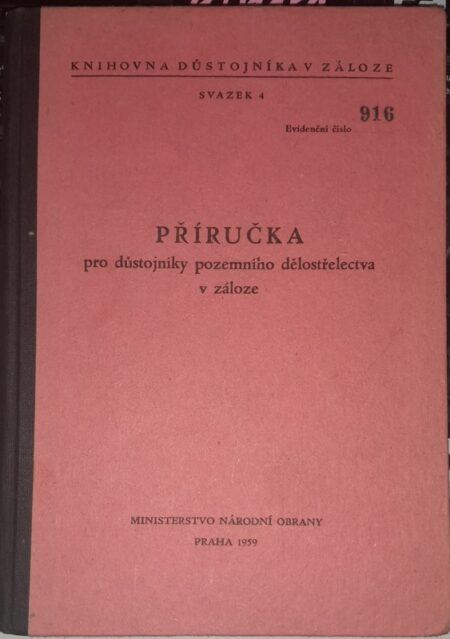 KNIHOVNA DŮSTOJNÍKA V ZÁLOZE
SVAZEK 4
Evidenční číslo 916
PŘÍRUČKA
pro důstojníky pozemního dělostřelectva
v záloze
MINISTERSTVO NÁRODNÍ OBRANY
PRAHA 1959